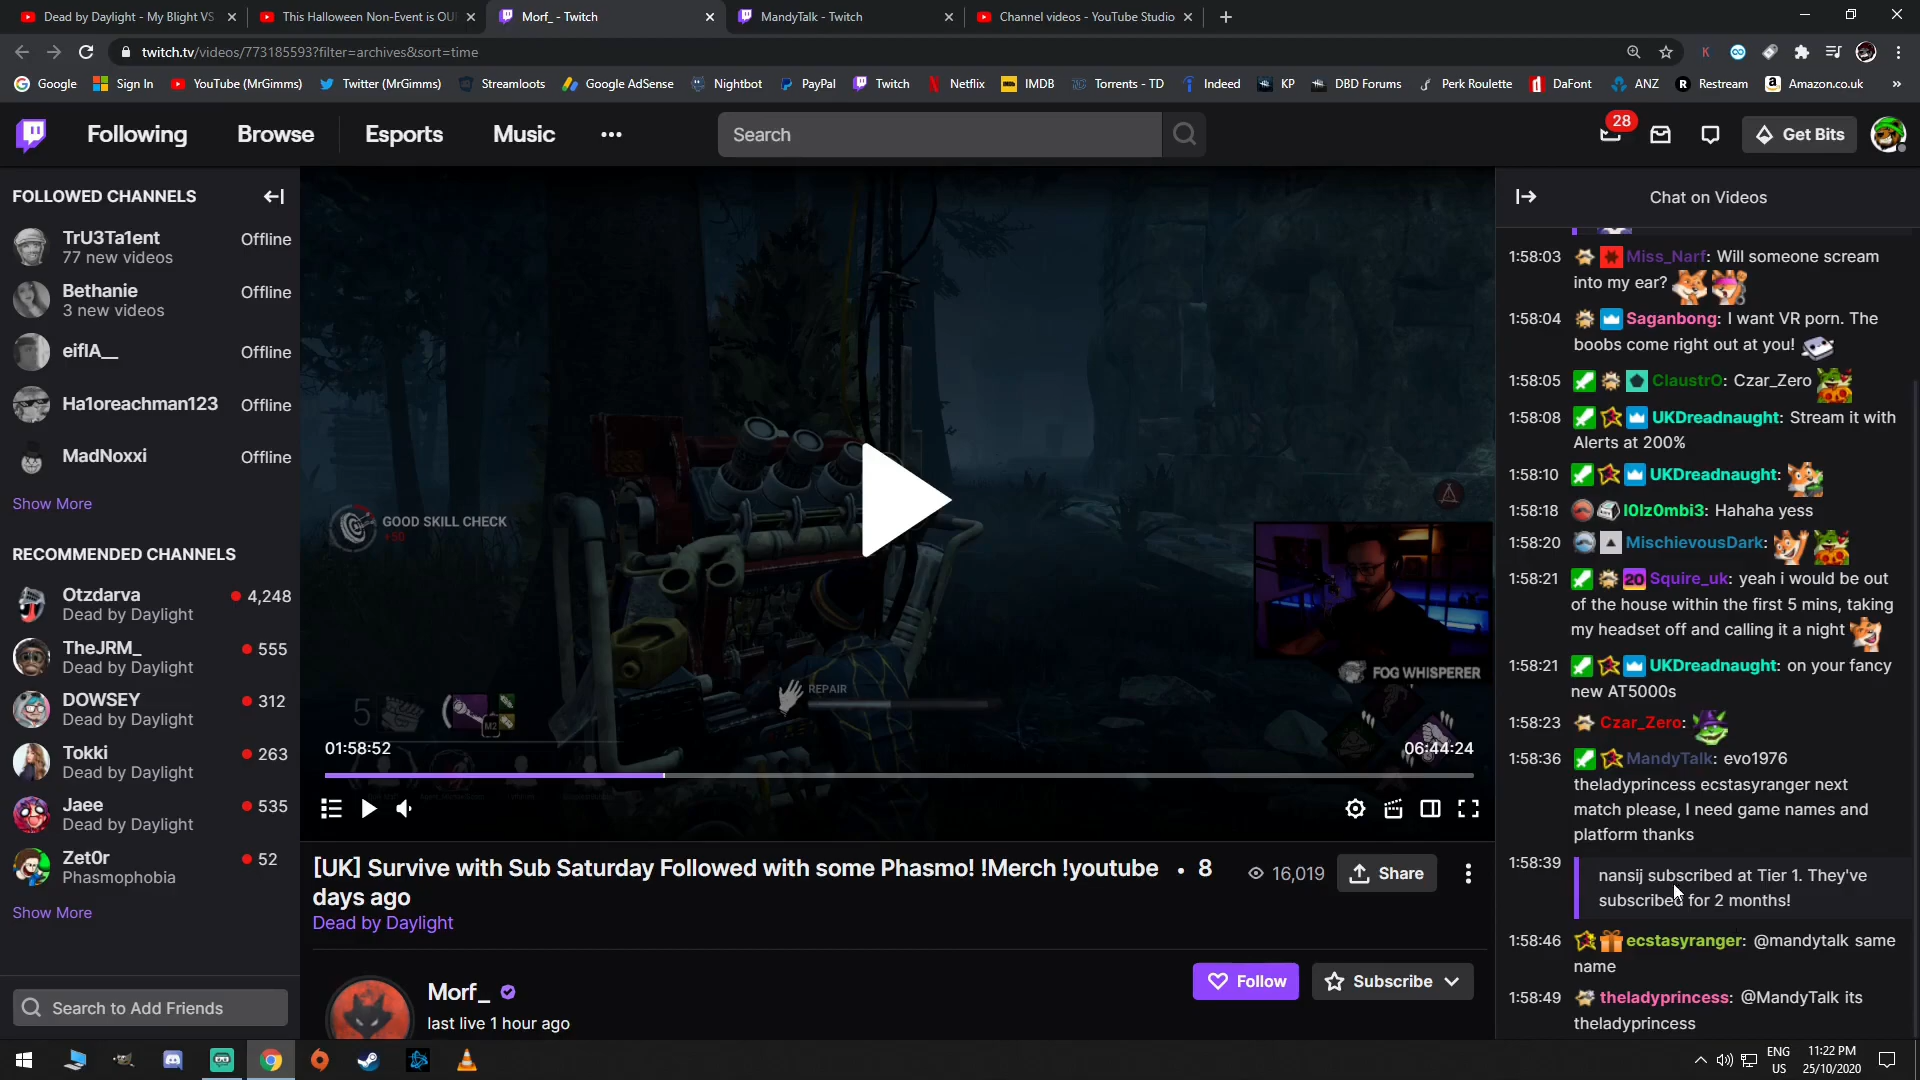 Dead by Daylight - My Blight VS
This Halloween Non-Event is OU
Morf_ - Twitch
MandyTalk - Twitch
Channel videos - YouTube Studio
twitch.tv/videos/773185593?filter=archives&sort=time
Google
Sign In
YouTube (MrGimms)
Twitter (MrGimms)
Streamloots
Google AdSense
Nightbot
PayPal
Twitch
Netflix
IMDB
Torrents - TD
Indeed
KP
DBD Forums
Perk Roulette
DaFont
ANZ
Restream
Amazon.co.uk
»
Following
Browse
Esports
Music
Search
28
Get Bits
FOLLOWED CHANNELS
TrU3Ta1ent
Offline
77 new videos
Bethanie
Offline
3 new videos
eifIA__
Offline
Ha1oreachman123
Offline
MadNoxxi
Offline
Show More
RECOMMENDED CHANNELS
Otzdarva
4,248
Dead by Daylight
TheJRM_
555
Dead by Daylight
DOWSEY
312
Dead by Daylight
Tokki
263
Dead by Daylight
Jaee
535
Dead by Daylight
Zet0r
52
Phasmophobia
Show More
Search to Add Friends
GOOD SKILL CHECK
+50
FOG WHISPERER
REPAIR
5
M2
01:58:52
06:44:24
[UK] Survive with Sub Saturday Followed with some Phasmo! !Merch !youtube • 8
days ago
16,019
Share
Dead by Daylight
Morf_
last live 1 hour ago
Follow
Subscribe
Chat on Videos
1:58:03 Miss_Narf: Will someone scream
into my ear?
1:58:04 Saganbong: I want VR porn. The
boobs come right out at you!
1:58:05 ClaustrO: Czar_Zero
1:58:08 UKDreadnaught: Stream it with
Alerts at 200%
1:58:10 UKDreadnaught:
1:58:18 l0lz0mbi3: Hahaha yess
1:58:20 MischievousDark:
1:58:21 20 Squire_uk: yeah i would be out
of the house within the first 5 mins, taking
my headset off and calling it a night
1:58:21 UKDreadnaught: on your fancy
new AT5000s
1:58:23 Czar_Zero:
1:58:36 MandyTalk: evo1976
theladyprincess ecstasyranger next
match please, I need game names and
platform thanks
1:58:39 nansij subscribed at Tier 1. They've
subscribed for 2 months!
1:58:46 ecstasyranger: @mandytalk same
name
1:58:49 theladyprincess: @MandyTalk its
theladyprincess
ENG
US
11:22 PM
25/10/2020